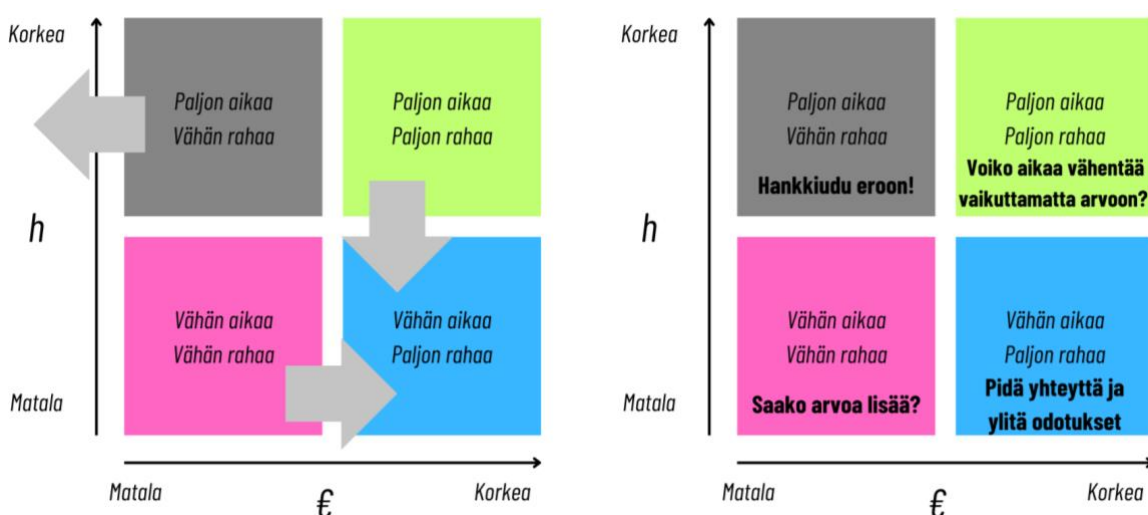 Korkea
Paljon aikaa
Vähän rahaa
Paljon aikaa
Paljon rahaa
h
Vähän aikaa
Vähän rahaa
Vähän aikaa
Paljon rahaa
Matala
Matala
€
Korkea
Korkea
Paljon aikaa
Vähän rahaa
Hankkiudu eroon!
Paljon aikaa
Paljon rahaa
Voiko aikaa vähentää
vaikuttamatta arvoon?
h
Vähän aikaa
Vähän rahaa
Saako arvoa lisää?
Vähän aikaa
Paljon rahaa
Pidä yhteyttä ja
ylitä odotukset
Matala
Matala
€
Korkea